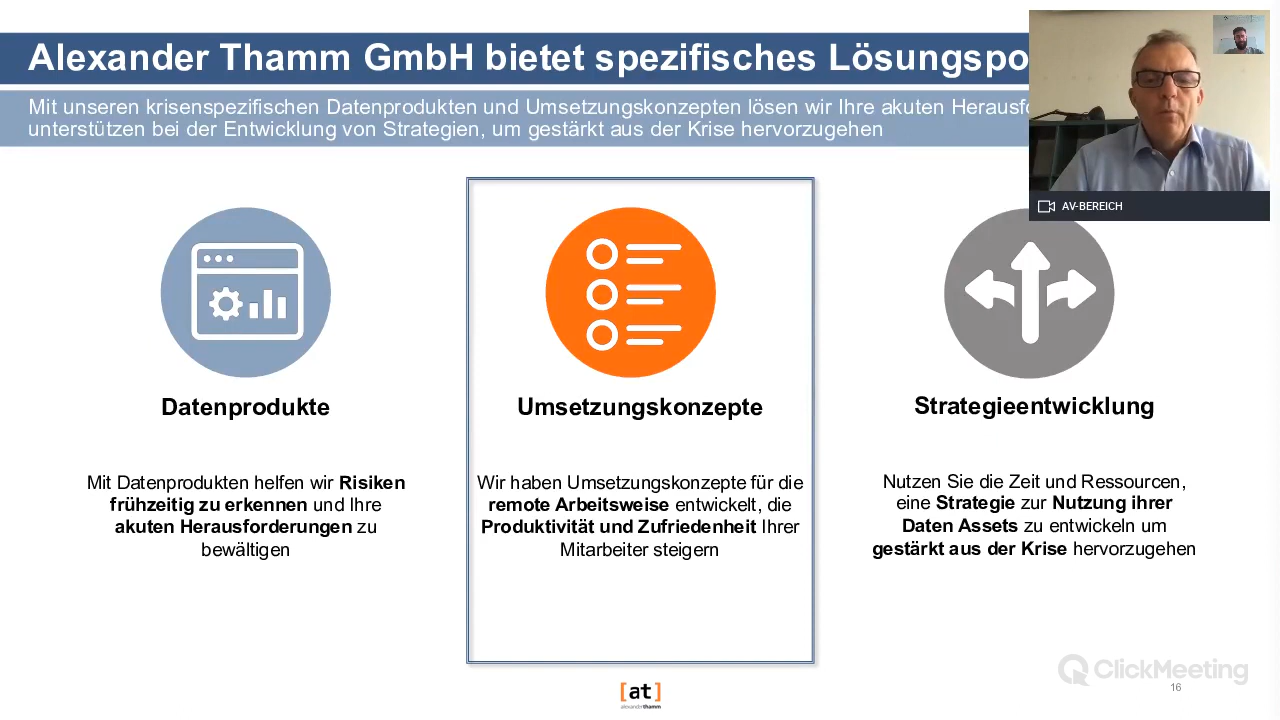 Alexander Thamm GmbH bietet spezifisches Lösungspo
Mit unseren krisenspezifischen Datenprodukten und Umsetzungskonzepten lösen wir Ihre akuten Herausfo
unterstützen bei der Entwicklung von Strategien, um gestärkt aus der Krise hervorzugehen
AV-BEREICH
Datenprodukte
Mit Datenprodukten helfen wir Risiken
frühzeitig zu erkennen und Ihre
akuten Herausforderungen zu
bewältigen
Umsetzungskonzepte
Wir haben Umsetzungskonzepte für die
remote Arbeitsweise entwickelt, die
Produktivität und Zufriedenheit Ihrer
Mitarbeiter steigern
Strategieentwicklung
Nutzen Sie die Zeit und Ressourcen,
eine Strategie zur Nutzung ihrer
Daten Assets zu entwickeln um
gestärkt aus der Krise hervorzugehen
[at]
alexanderthamm
ClickMeeting
16